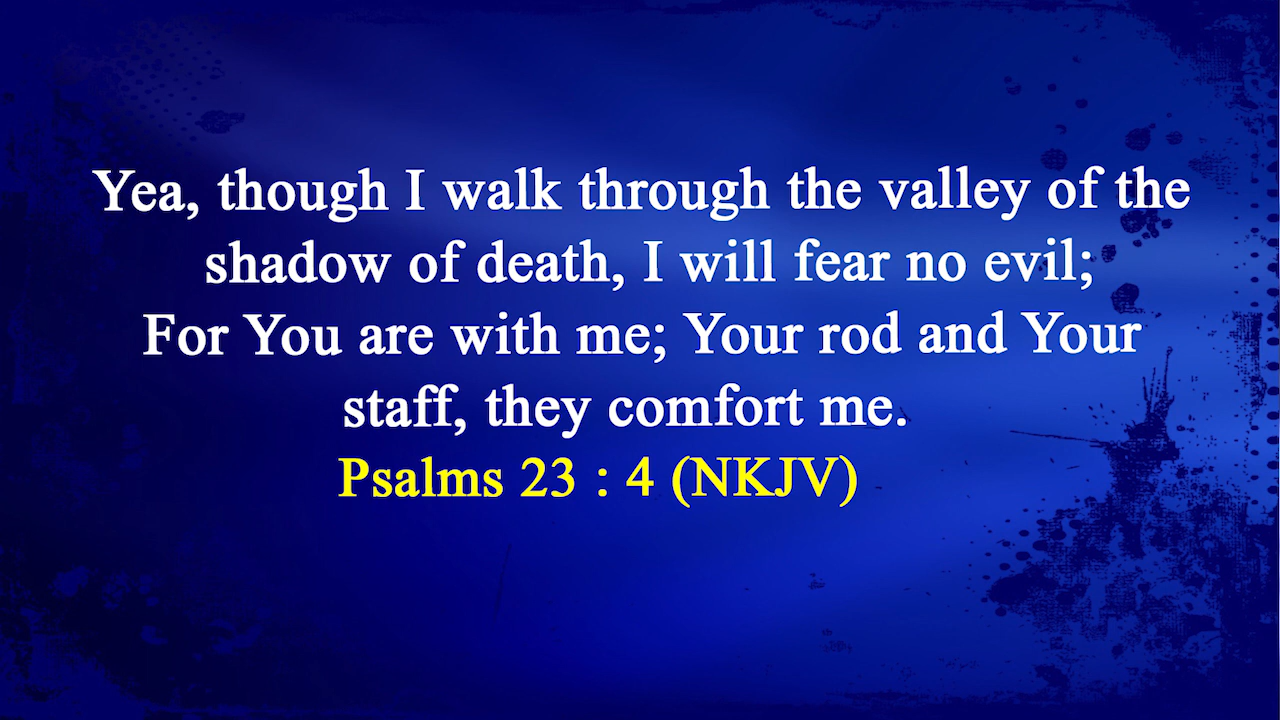 Yea, though I walk through the valley of the
shadow of death, I will fear no evil;
For You are with me; Your rod and Your
staff, they comfort me.
Psalms 23 : 4 (NKJV)